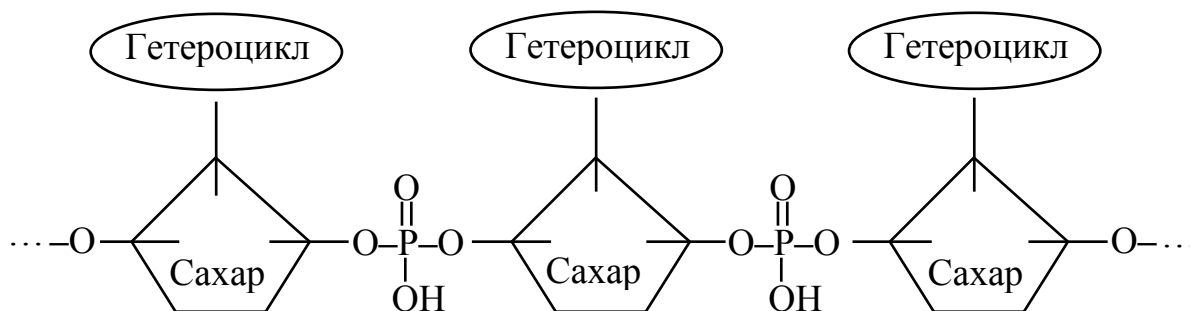 Гетероцикл Гетероцикл Гетероцикл
O O
...–O O–P–O O–P–O O–...
Сахар Сахар Сахар
OH OH